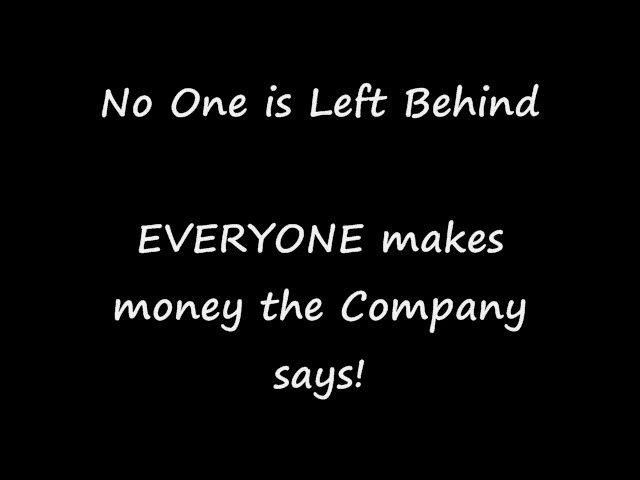 No One is Left Behind
EVERYONE makes
money the Company
says!